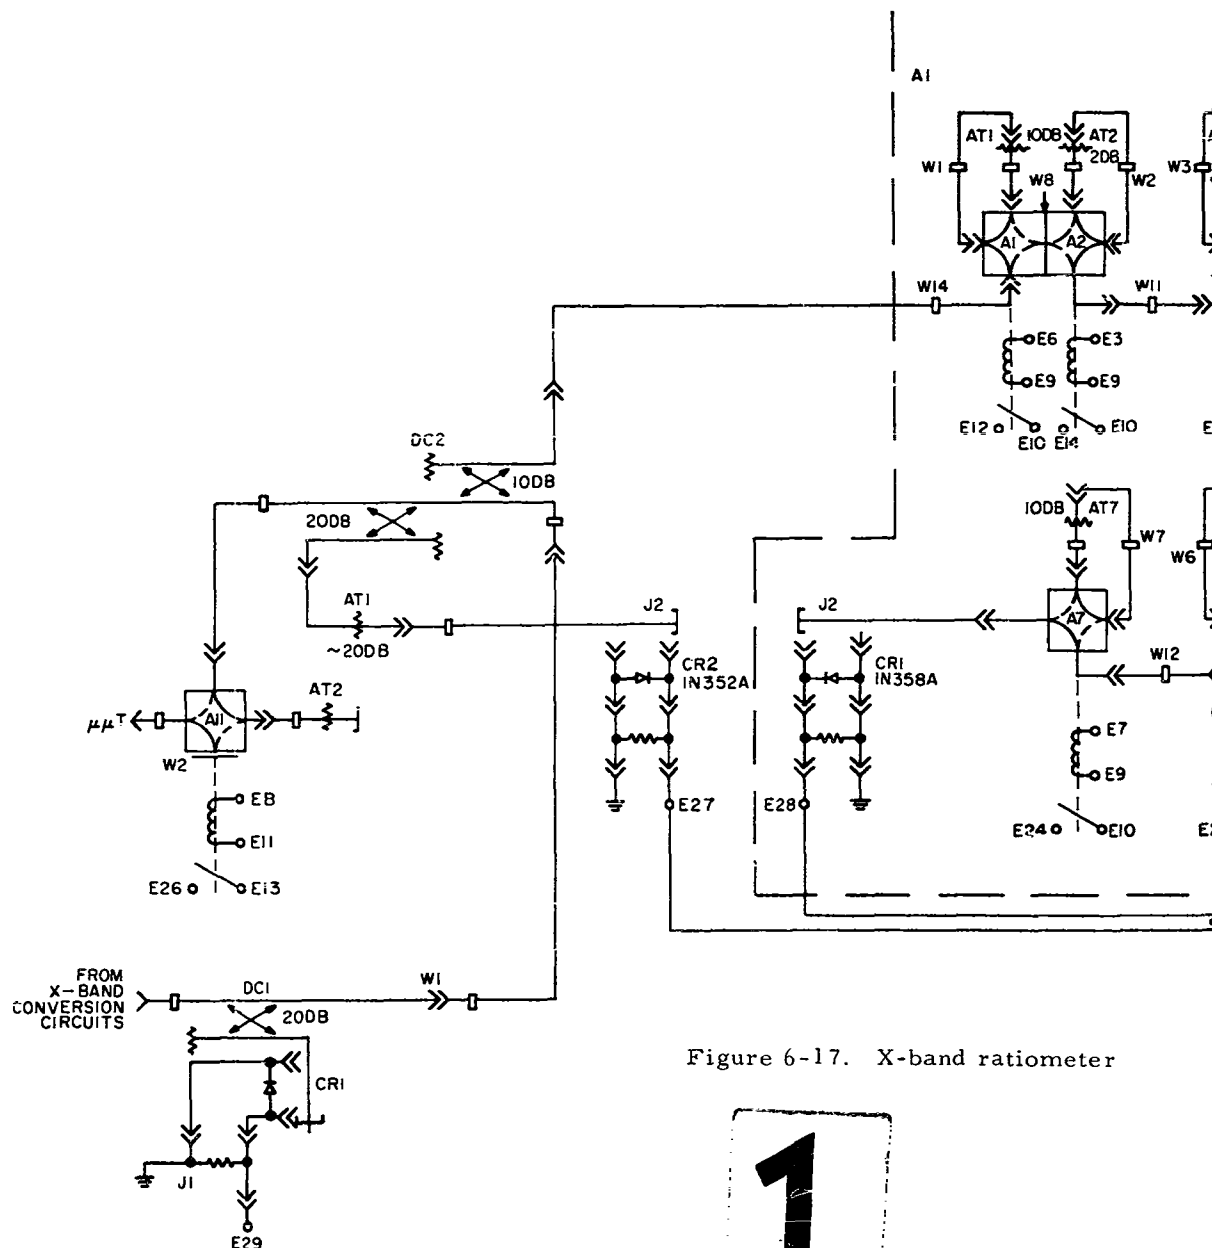 A1
AT1
10DB
AT2
2DB
W1
W8
W2
W3
A1
A2
W14
W11
E6
E3
E9
E9
E12
E10
E14
E10
DC2
10DB
20DB
10DB
AT7
W7
W6
AT1
~20DB
J2
J2
A7
CR2
1N352A
CR1
1N358A
W12
AT2
μμT
A11
W2
E7
E9
E8
E11
E27
E28
E24
E10
E26
E13
FROM
X-BAND
CONVERSION
CIRCUITS
DC1
W1
20DB
CR1
J1
E29
Figure 6-17. X-band ratiometer
1